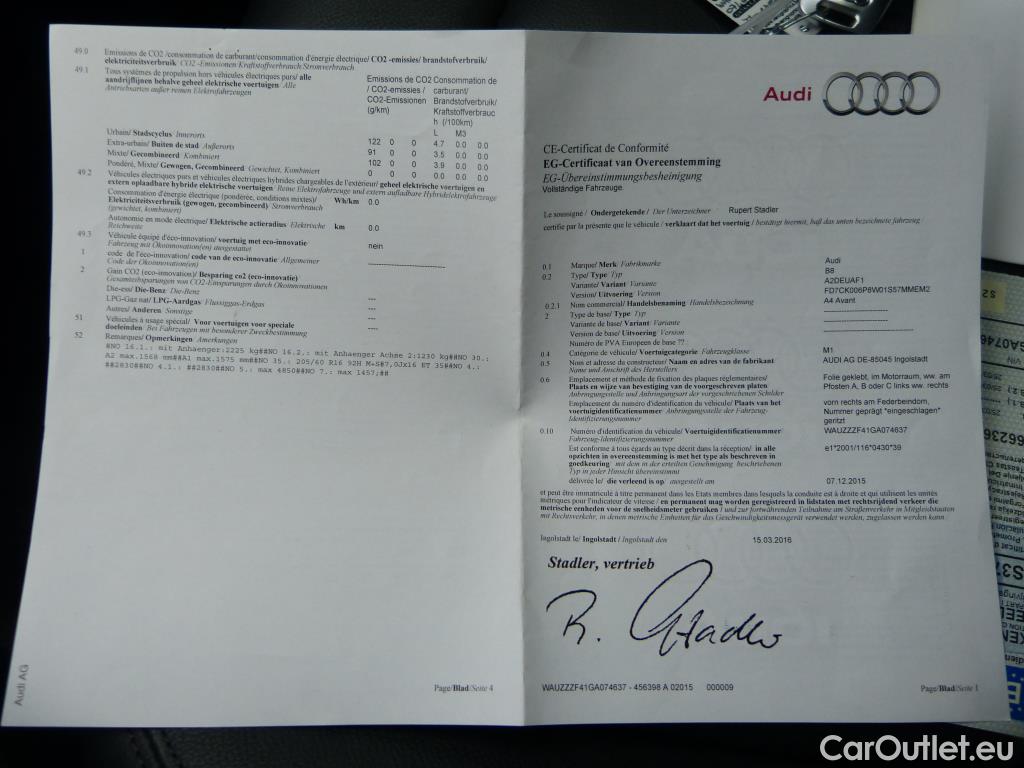 49.0 Emissions de CO2 /consommation de carburant/consommation d'énergie électrique/ CO2 -emissies/ brandstofverbruik/
elektriciteitsverbruik / CO2 -Emissionen Kraftstoffverbrauch Stromverbrauch
49.1 Tous systèmes de propulsion hors véhicules électriques purs/ alle
aandrijflijnen behalve geheel elektrische voertuigen/ Alle
Antriebsarten außer reinen Elektrofahrzeugen
Emissions de CO2 Consommation de
/ CO2-emissies / carburant/
CO2-Emissionen Brandstofverbruik/
(g/km) Kraftstoffverbrauc
h (/100km)
L M3
Urbain/ Stadscyclus/ Innerorts 122 0 0 4.7 0.0 0.0
Extra-urbain/ Buiten de stad/ Außerorts 91 0 0 3.5 0.0 0.0
Mixte/ Gecombineerd/ Kombiniert 102 0 0 3.9 0.0 0.0
Pondéré, Mixte/ Gewogen, Gecombineerd / Gewichtet, Kombiniert 0 0 0 0.0 0.0 0.0
49.2 Véhicules électriques purs et véhicules électriques hybrides chargeables de l'extérieur/ geheel elektrische voertuigen en
extern oplaadbare hybride elektrische voertuigen/ Reine Elektrofahrzeuge und extern aufladbare Hybridelektrofahrzeuge
Consommation d'énergie électrique (pondérée, conditions mixtes)/ Wh/km 0.0
Elektriciteitsverbruik (gewogen, gecombineerd)/ Stromverbrauch
(gewichtet, kombiniert)
Autonomie en mode électrique/ Elektrische actieradius/ Elektrische km 0.0
Reichweite
49.3 Véhicule équipé d'éco-innovation/ voertuig met eco-innovatie/ nein
Fahrzeug mit Ökoinnovation(en) ausgestattet
1 code de l'éco-innovation/ code van de eco-innovatie/ Allgemeiner
Code der Ökoinnovation(en)
2 Gain CO2 (eco-innovation)/ Besparing co2 (eco-innovatie)/
Gesamteinsparungen von CO2-Einsparung durch Ökoinnovationen
Die-ess/ Die-Benz/ Die-Benz ---
LPG-Gaz nat/ LPG-Aardgas/ Flussiggas-Erdgas ---
Autres/ Anderen/ Sonstige ---
51 Véhicules à usage spécial/ Voor voertuigen voor speciale ----
doeleinden/ Bei Fahrzeugen mit besonderer Zweckbestimmung
52 Remarques/ Opmerkingen/ Anmerkungen
#NO 16.1.: mit Anhaenger:2225 kg##NO 16.2.: mit Anhaenger Achse 2:1230 kg##NO 30.:
A2 max.1568 mm##A1 max.1575 mm##NO 35.: 205/60 R16 92H M+S#7,0Jx16 ET 35##NO 4.:
##2830##NO 4.1.: ##2830##NO 5.: max 4850##NO 7.: max 1457;##
Audi AG
Page/Blad/Seite 4
Audi
CE-Certificat de Conformité
EG-Certificaat van Overeenstemming
EG-Übereinstimmungsbesheinigung
Vollständige Fahrzeuge
Le soussigné / Ondergetekende / Der Unterzeichner Rupert Stadler
certifie par la présente que le véhicule / verklaart dat het voertuig / bestätigt hiermit, daß das unten bezeichnete fahrzeug /
0.1 Marque/ Merk/ Fabrikmarke Audi
0.2 Type/ Type/ Typ B8
Variante/ Variant/ Variante A2DEUAF1
Version/ Uitvoering/ Version FD7CK006P8W01S57MMEM2
0.2.1 Nom commercial/ Handelsbenaming/ Handelsbezeichnung A4 Avant
2 Type de base/ Type/ Typ
Variante de base/ Variant/ Variante
Version de base/ Uitvoering/ Version
Numéro de PVA Européen de base ??
0.4 Catégorie du véhicule/ Voertuigcategorie/ Fahrzeugklasse M1
0.5 Nom et adresse du constructeur/ Naam en adres van de fabrikant/ AUDI AG DE-85045 Ingolstadt
Name und Anschrift des Herstellers
0.6 Emplacement et méthode de fixation des plaques réglementaires/ Folie geklebt, im Motorraum, ww. am
Plaats en wijze van bevestiging van de voorgeschreven platen/ Pfosten A, B oder C links ww. rechts
Anbringungsstelle und Anbringungsart der vorgeschriebenen Schilder
Emplacement du numéro d'identification du véhicule/ Plaats van het vorn rechts am Federbeindom,
voertuigidentificatienummer/ Anbringungsstelle der Fahrzeug- Nummer geprägt *eingeschlagen*
Identifizierungsnummer geritzt
0.10 Numéro d'identification du véhicule/ Voertuigidentificatienummer/ WAUZZZF41GA074637
Fahrzeug-Identifizierungsnummer
Est conforme à tous égards au type décrit dans la réception/ in alle e1*2001/116*0430*39
opzichten in overeenstemming is met het type als beschreven in
goedkeuring / mit dem in der erteilten Genehmigung beschriebenen
Typ in jeder Hinsicht übereinstimmt
délivrée le/ die verleend is op/ ausgestellt am 07.12.2015
et peut être immatriculé à titre permanent dans les Etats membres dans lesquels la conduite est à droite et qui utilisent les unités
métriques pour l'indicateur de vitesse / en permanent mag worden geregistreerd in lidstaten met rechtsrijdend verkeer die
metrische eenheden voor de snelheidsmeter gebruiken / und zur fortwährenden Teilnahme am Straßenverkehr in Mitgliedstaaten
mit Rechtsverkehr, in denen metrische Einheiten für das Geschwindigkeitsmessgerät verwendet werden, zugelassen werden kann.
Ingolstadt le/ Ingolstadt / Ingolstadt den 15.03.2016
Stadler, vertrieb
R. Stadler
WAUZZZF41GA074637 - 456398 A 02015 000009
Page/Blad/Seite 1
CarOutlet.eu